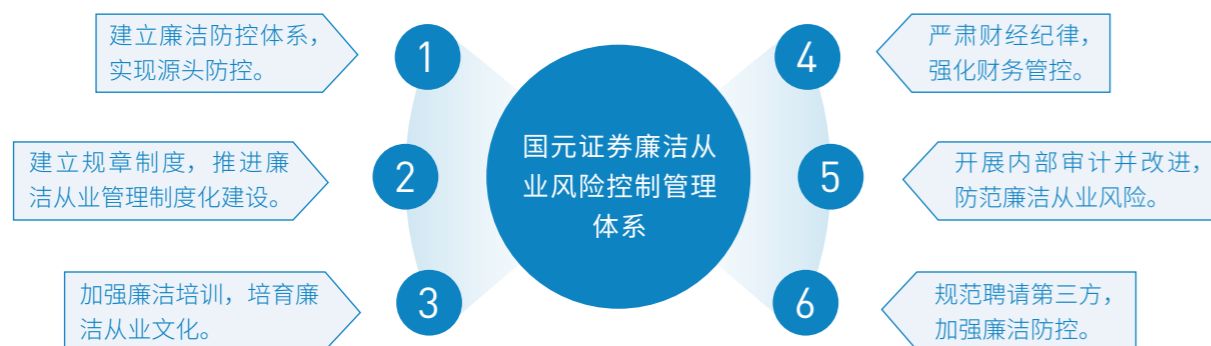 建立廉洁防控体系，
实现源头防控。
1
建立规章制度，推进廉
洁从业管理制度化建设。
2
加强廉洁培训，培育廉
洁从业文化。
3
国元证券廉洁从
业风险控制管理
体系
4
严肃财经纪律，
强化财务管控。
5
开展内部审计并改进，
防范廉洁从业风险。
6
规范聘请第三方，
加强廉洁防控。